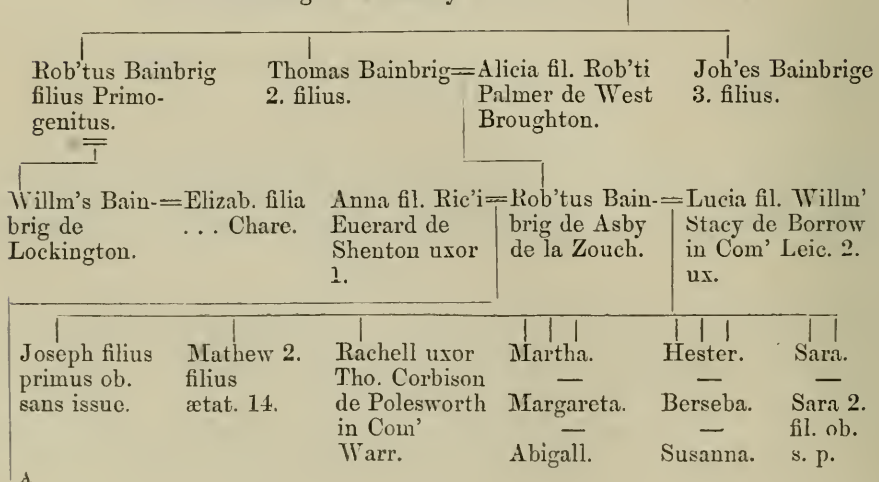 Rob'tus Bainbrig
filius Primo-
genitus.
Thomas Bainbrig=Alicia fil. Rob'ti
2. filius.
Palmer de West
Broughton.
Joh'es Bainbrige
3. filius.
Willm's Bain-=Elizab. filia
brig de
Lockington.
. . . Chare.
Anna fil. Ric'i=Rob'tus Bain-=Lucia fil. Willm'
Euerard de
Shenton uxor
1.
brig de Asby
de la Zouch.
Stacy de Borrow
in Com' Leic. 2.
ux.
Joseph filius
primus ob.
sans issue.
Mathew 2.
filius
ætat. 14.
Rachell uxor
Tho. Corbison
de Polesworth
in Com'
Warr.
Martha.
—
Margareta.
—
Abigall.
Hester.
—
Berseba.
—
Susanna.
Sara.
—
Sara 2.
fil. ob.
s. p.
A